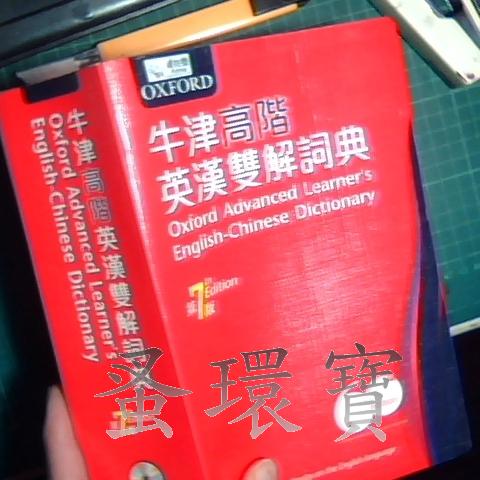 OXFORD
牛津高階
英漢雙解詞典
Oxford Advanced Learner's
English-Chinese Dictionary
第7版
th Edition
牛津高階英漢雙解詞典
Oxford Advanced Learner's
English-Chinese Dictionary
蚤環寶